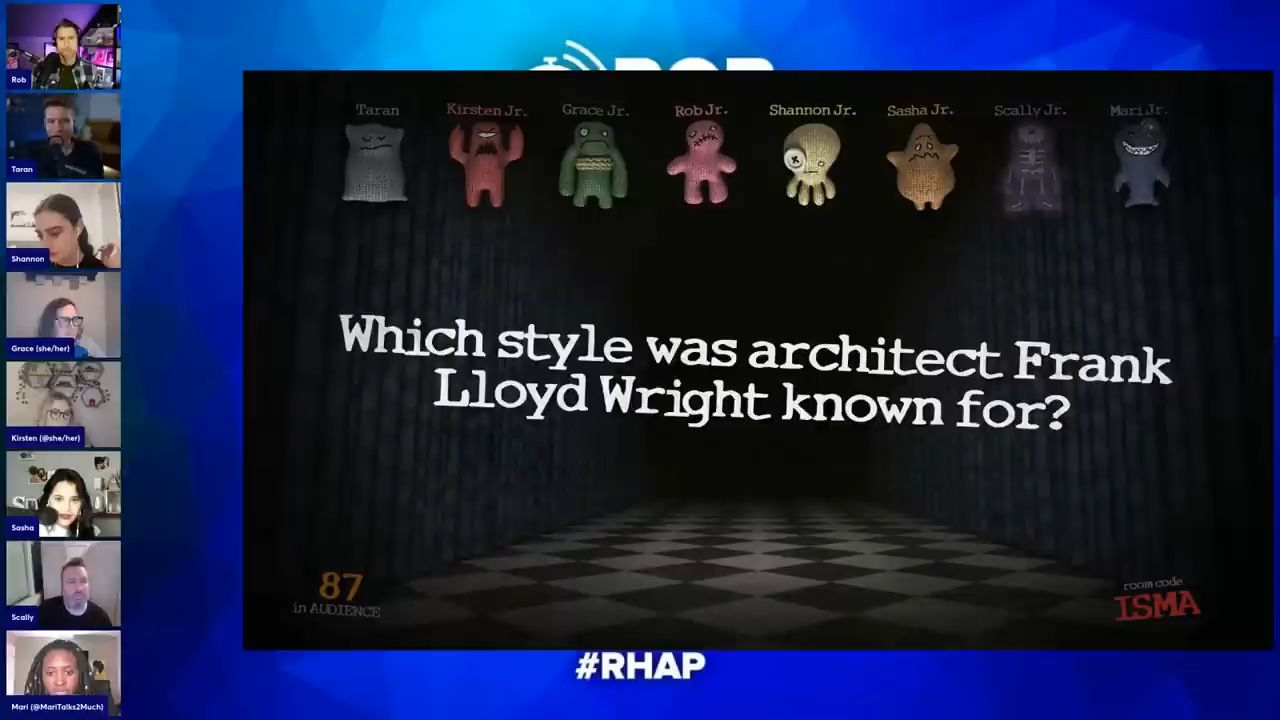 Rob
Taran
Shannon
Grace (she/her)
Kirsten (@she/her)
Sasha
Scally
Mari (@MariTalks2Much)
Taran
Kirsten Jr.
Grace Jr.
Rob Jr.
Shannon Jr.
Sasha Jr.
Scally Jr.
Mari Jr.
Which style was architect Frank
Lloyd Wright known for?
87
in AUDIENCE
room code
ISMA
#RHAP